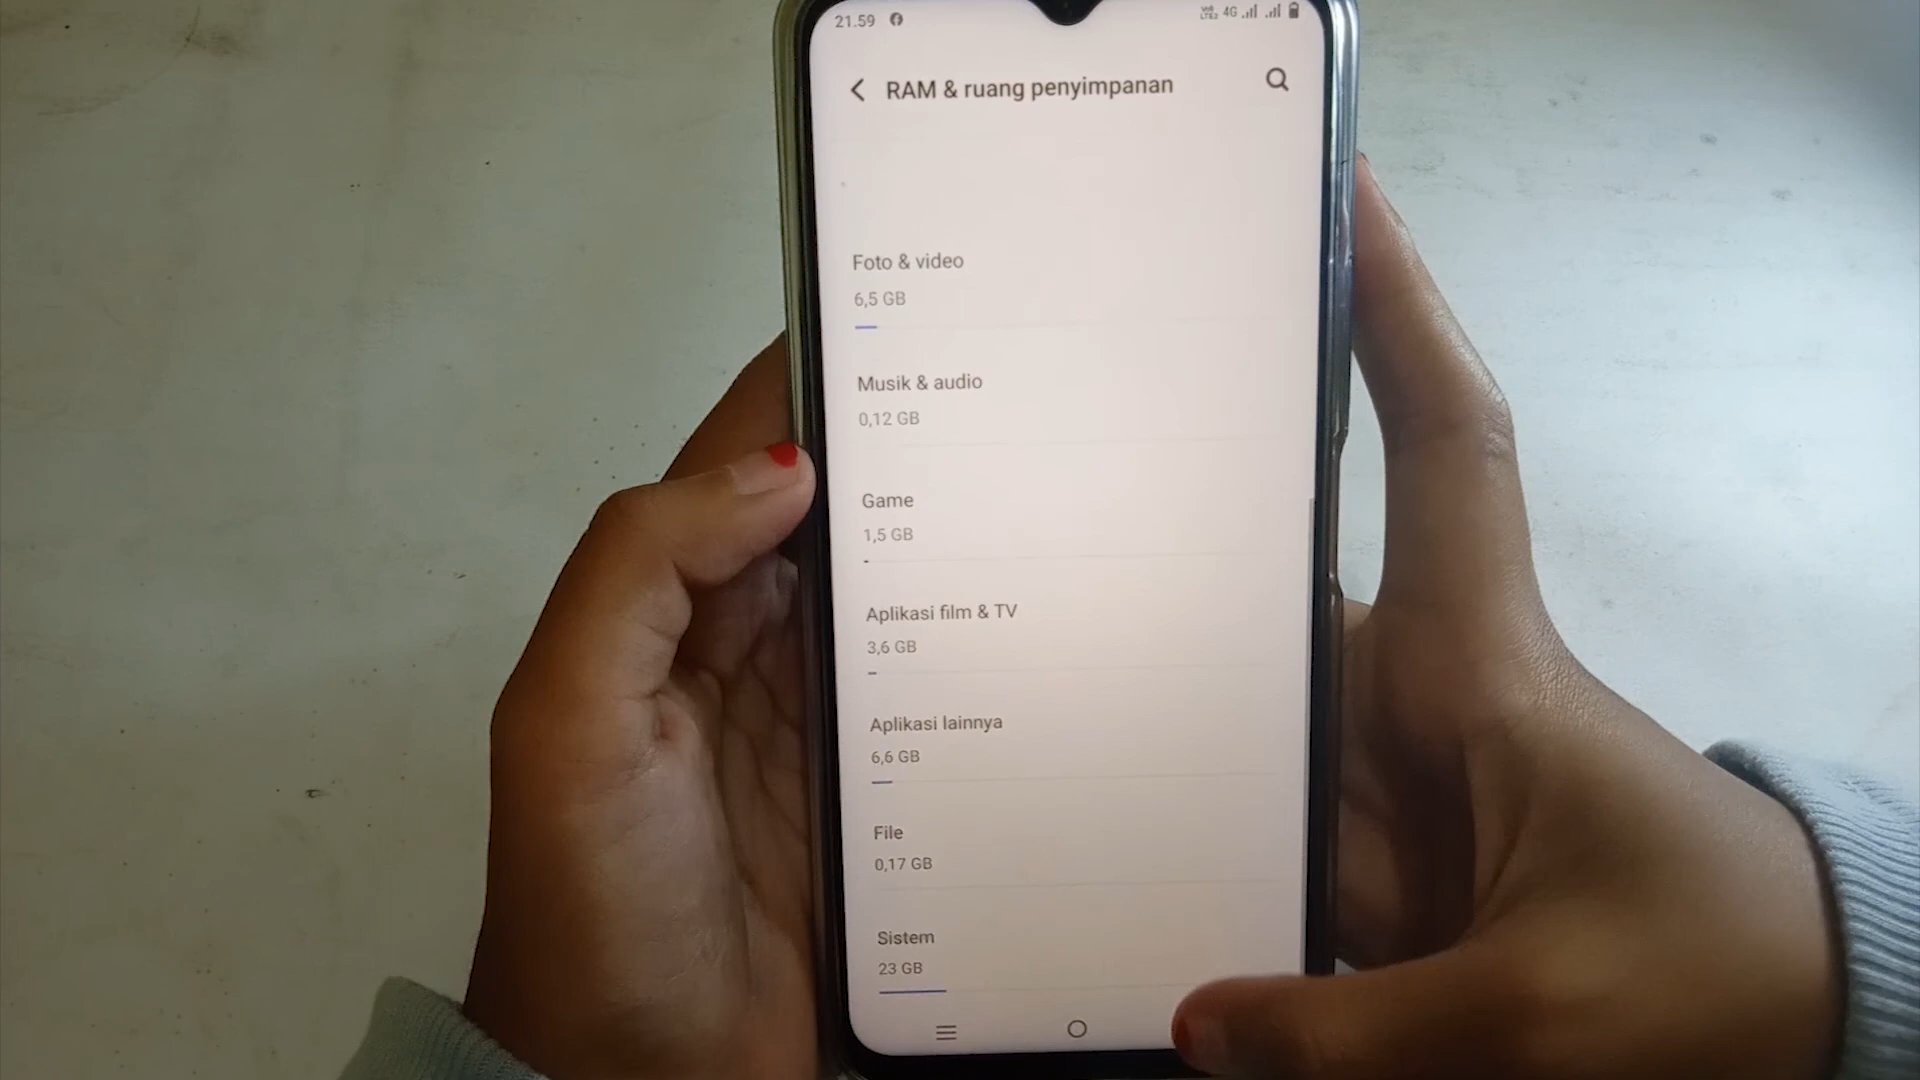 21.59
4G
RAM & ruang penyimpanan
Foto & video
6,5 GB
Musik & audio
0,12 GB
Game
1,5 GB
Aplikasi film & TV
3,6 GB
Aplikasi lainnya
6,6 GB
File
0,17 GB
Sistem
23 GB